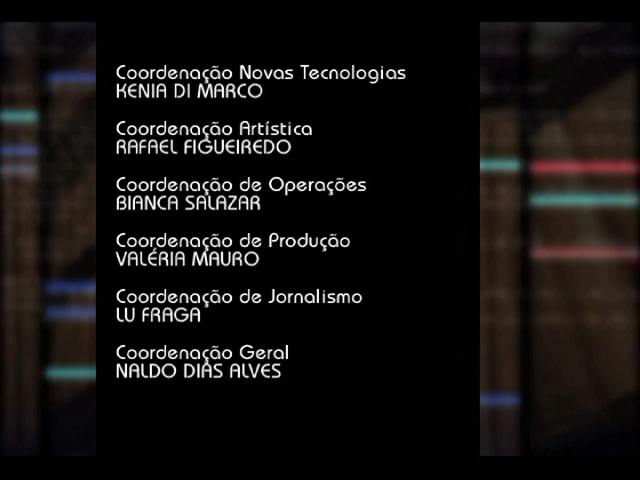 Coordenação Novas Tecnologias
KENIA DI MARCO
Coordenação Artística
RAFAEL FIGUEIREDO
Coordenação de Operações
BIANCA SALAZAR
Coordenação de Produção
VALÉRIA MAURO
Coordenação de Jornalismo
LU FRAGA
Coordenação Geral
NALDO DIAS ALVES